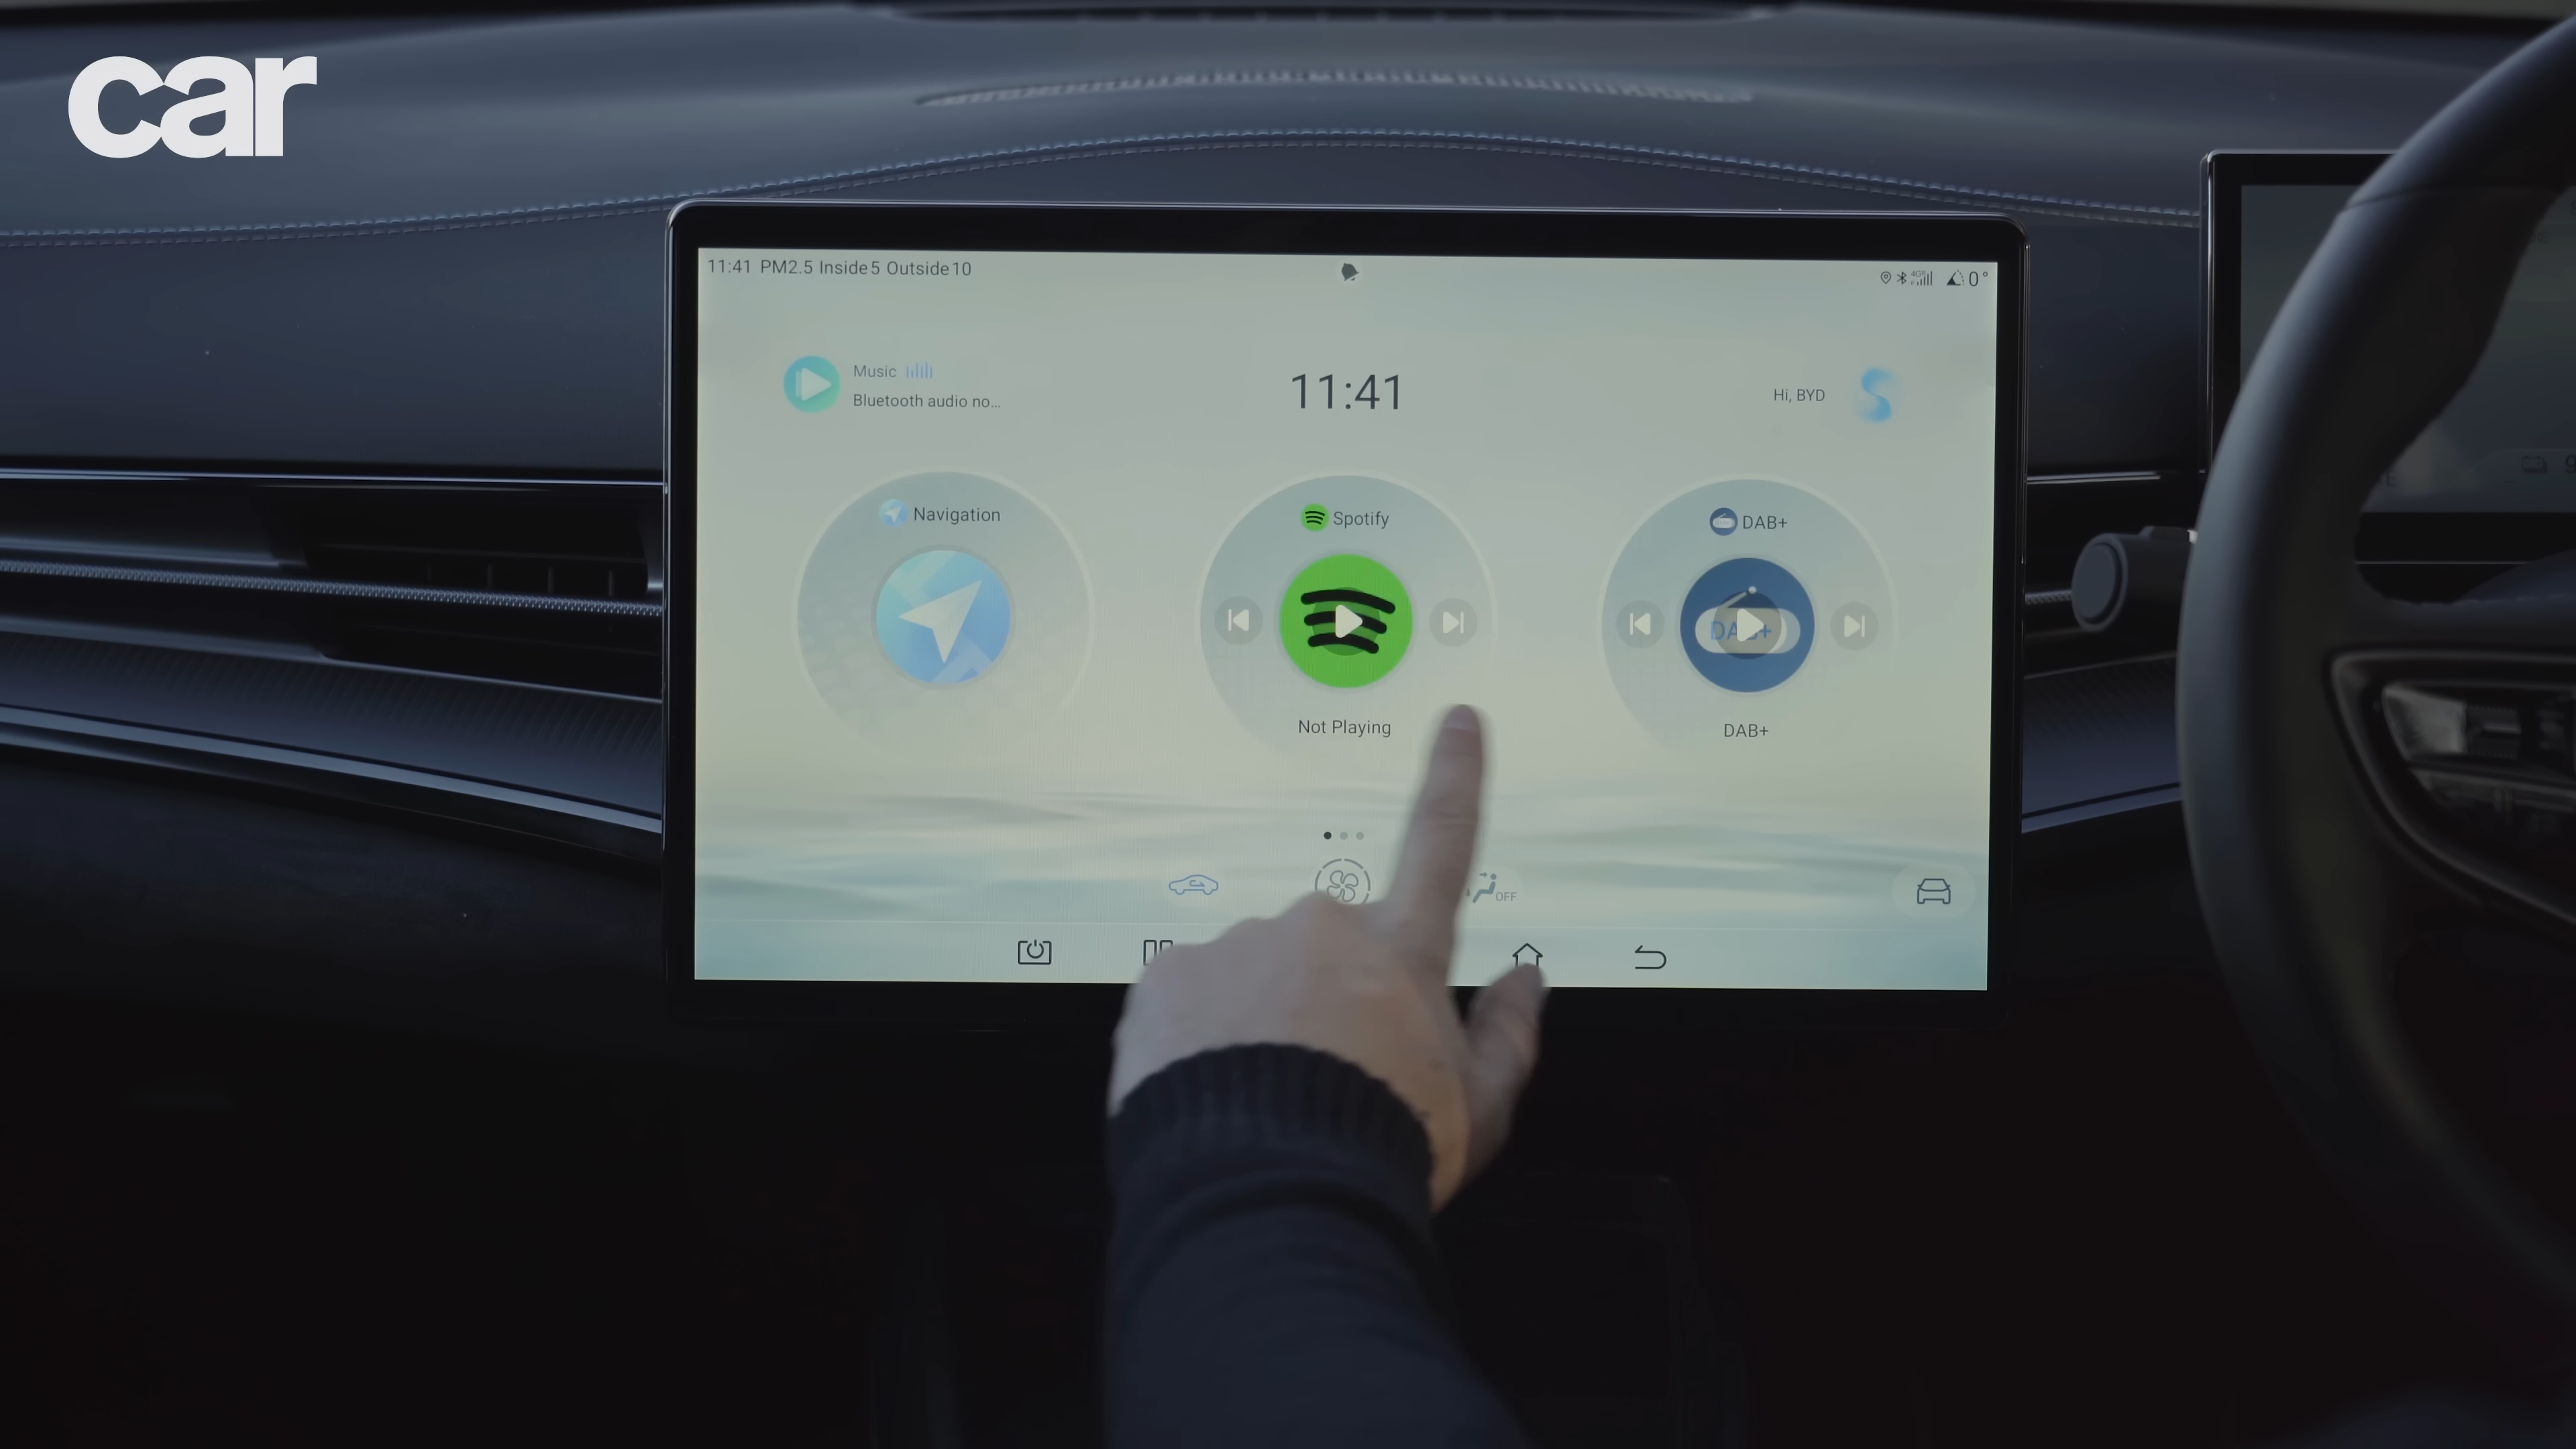 car
11:41 PM2.5 Inside 5 Outside 10
0°
Music
Bluetooth audio no...
11:41
Hi, BYD
Navigation
Spotify
DAB+
DAB+
Not Playing
DAB+
OFF